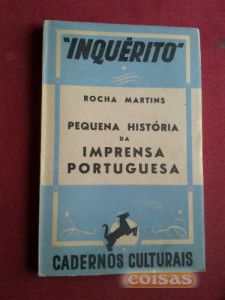 "INQUÉRITO"
ROCHA MARTINS
PEQUENA HISTÓRIA
DA
IMPRENSA
PORTUGUESA
CADERNOS CULTURAIS
coisas